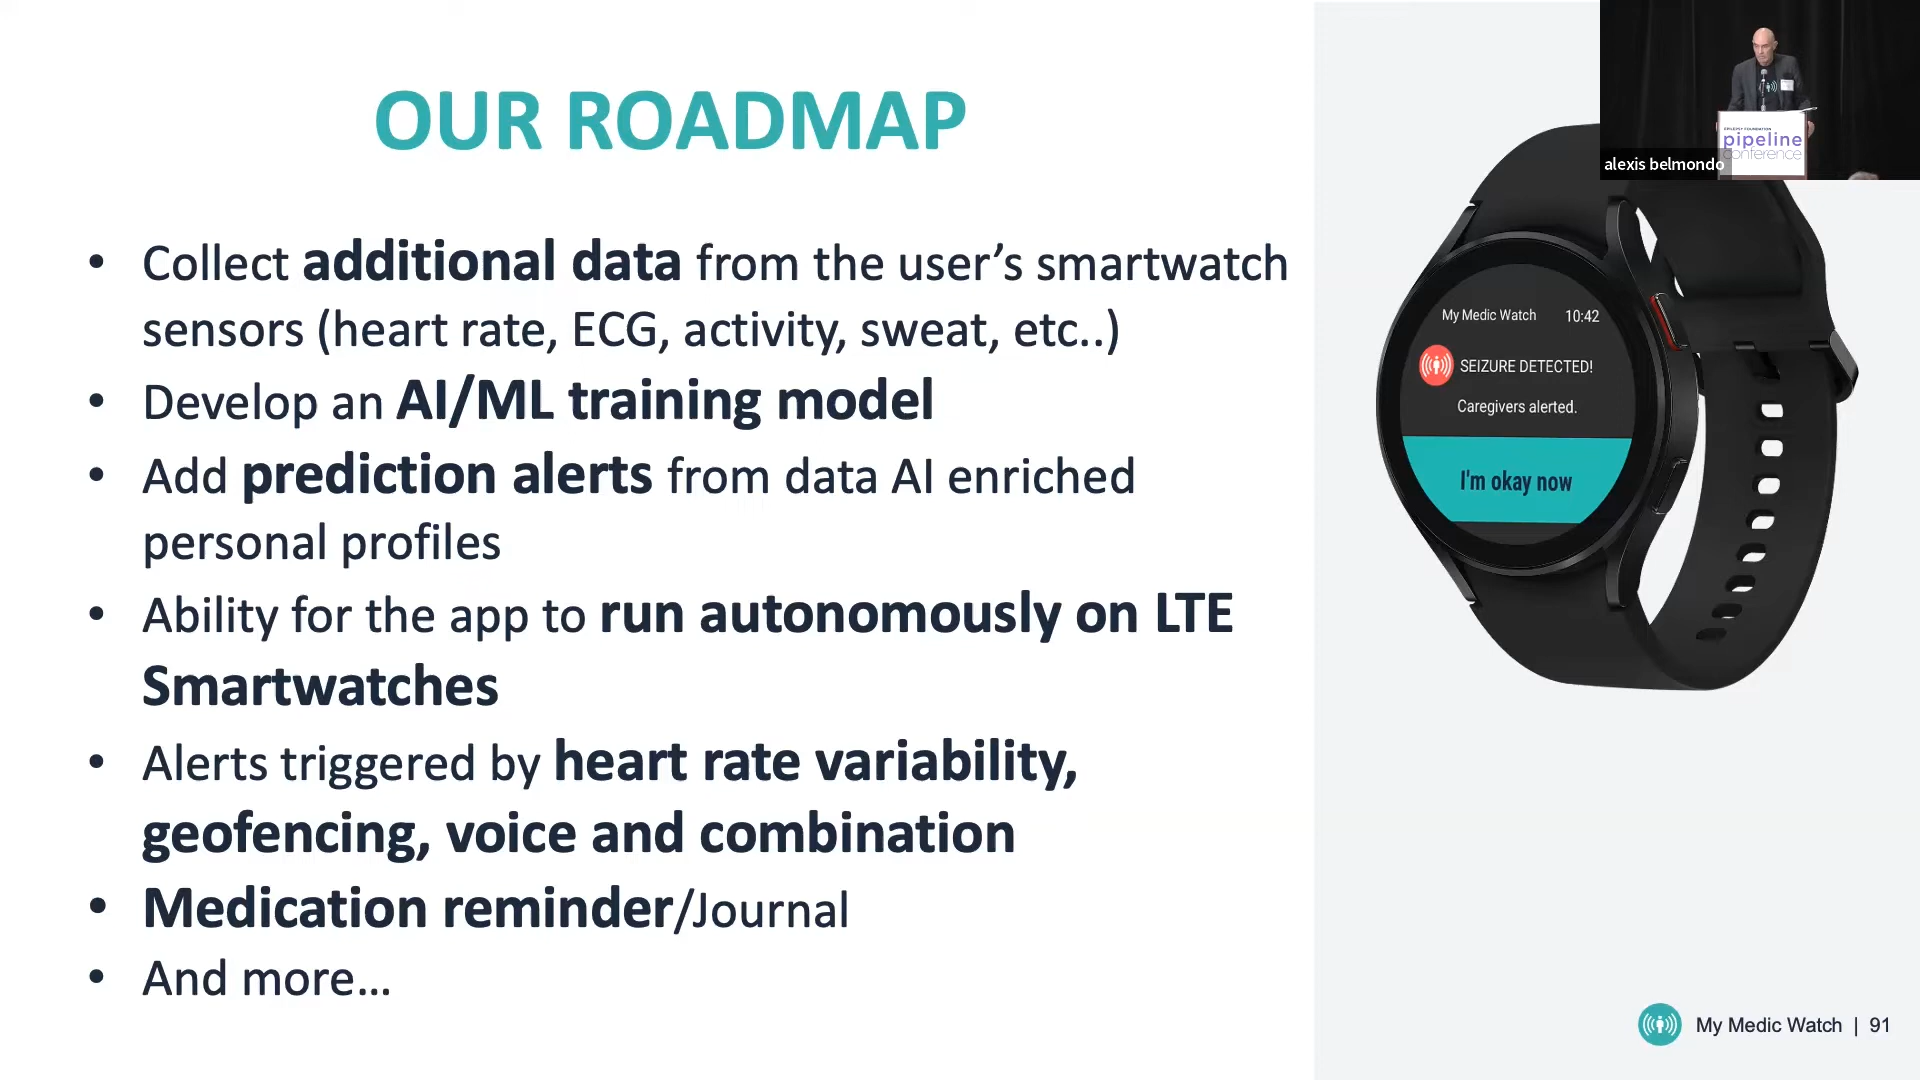 OUR ROADMAP
• Collect additional data from the user’s smartwatch
sensors (heart rate, ECG, activity, sweat, etc..)
• Develop an AI/ML training model
• Add prediction alerts from data AI enriched
personal profiles
• Ability for the app to run autonomously on LTE
Smartwatches
• Alerts triggered by heart rate variability,
geofencing, voice and combination
• Medication reminder/Journal
• And more…
EPILEPSY FOUNDATION
pipeline
conference
alexis belmondo
My Medic Watch 10:42
SEIZURE DETECTED!
Caregivers alerted.
I'm okay now
My Medic Watch | 91